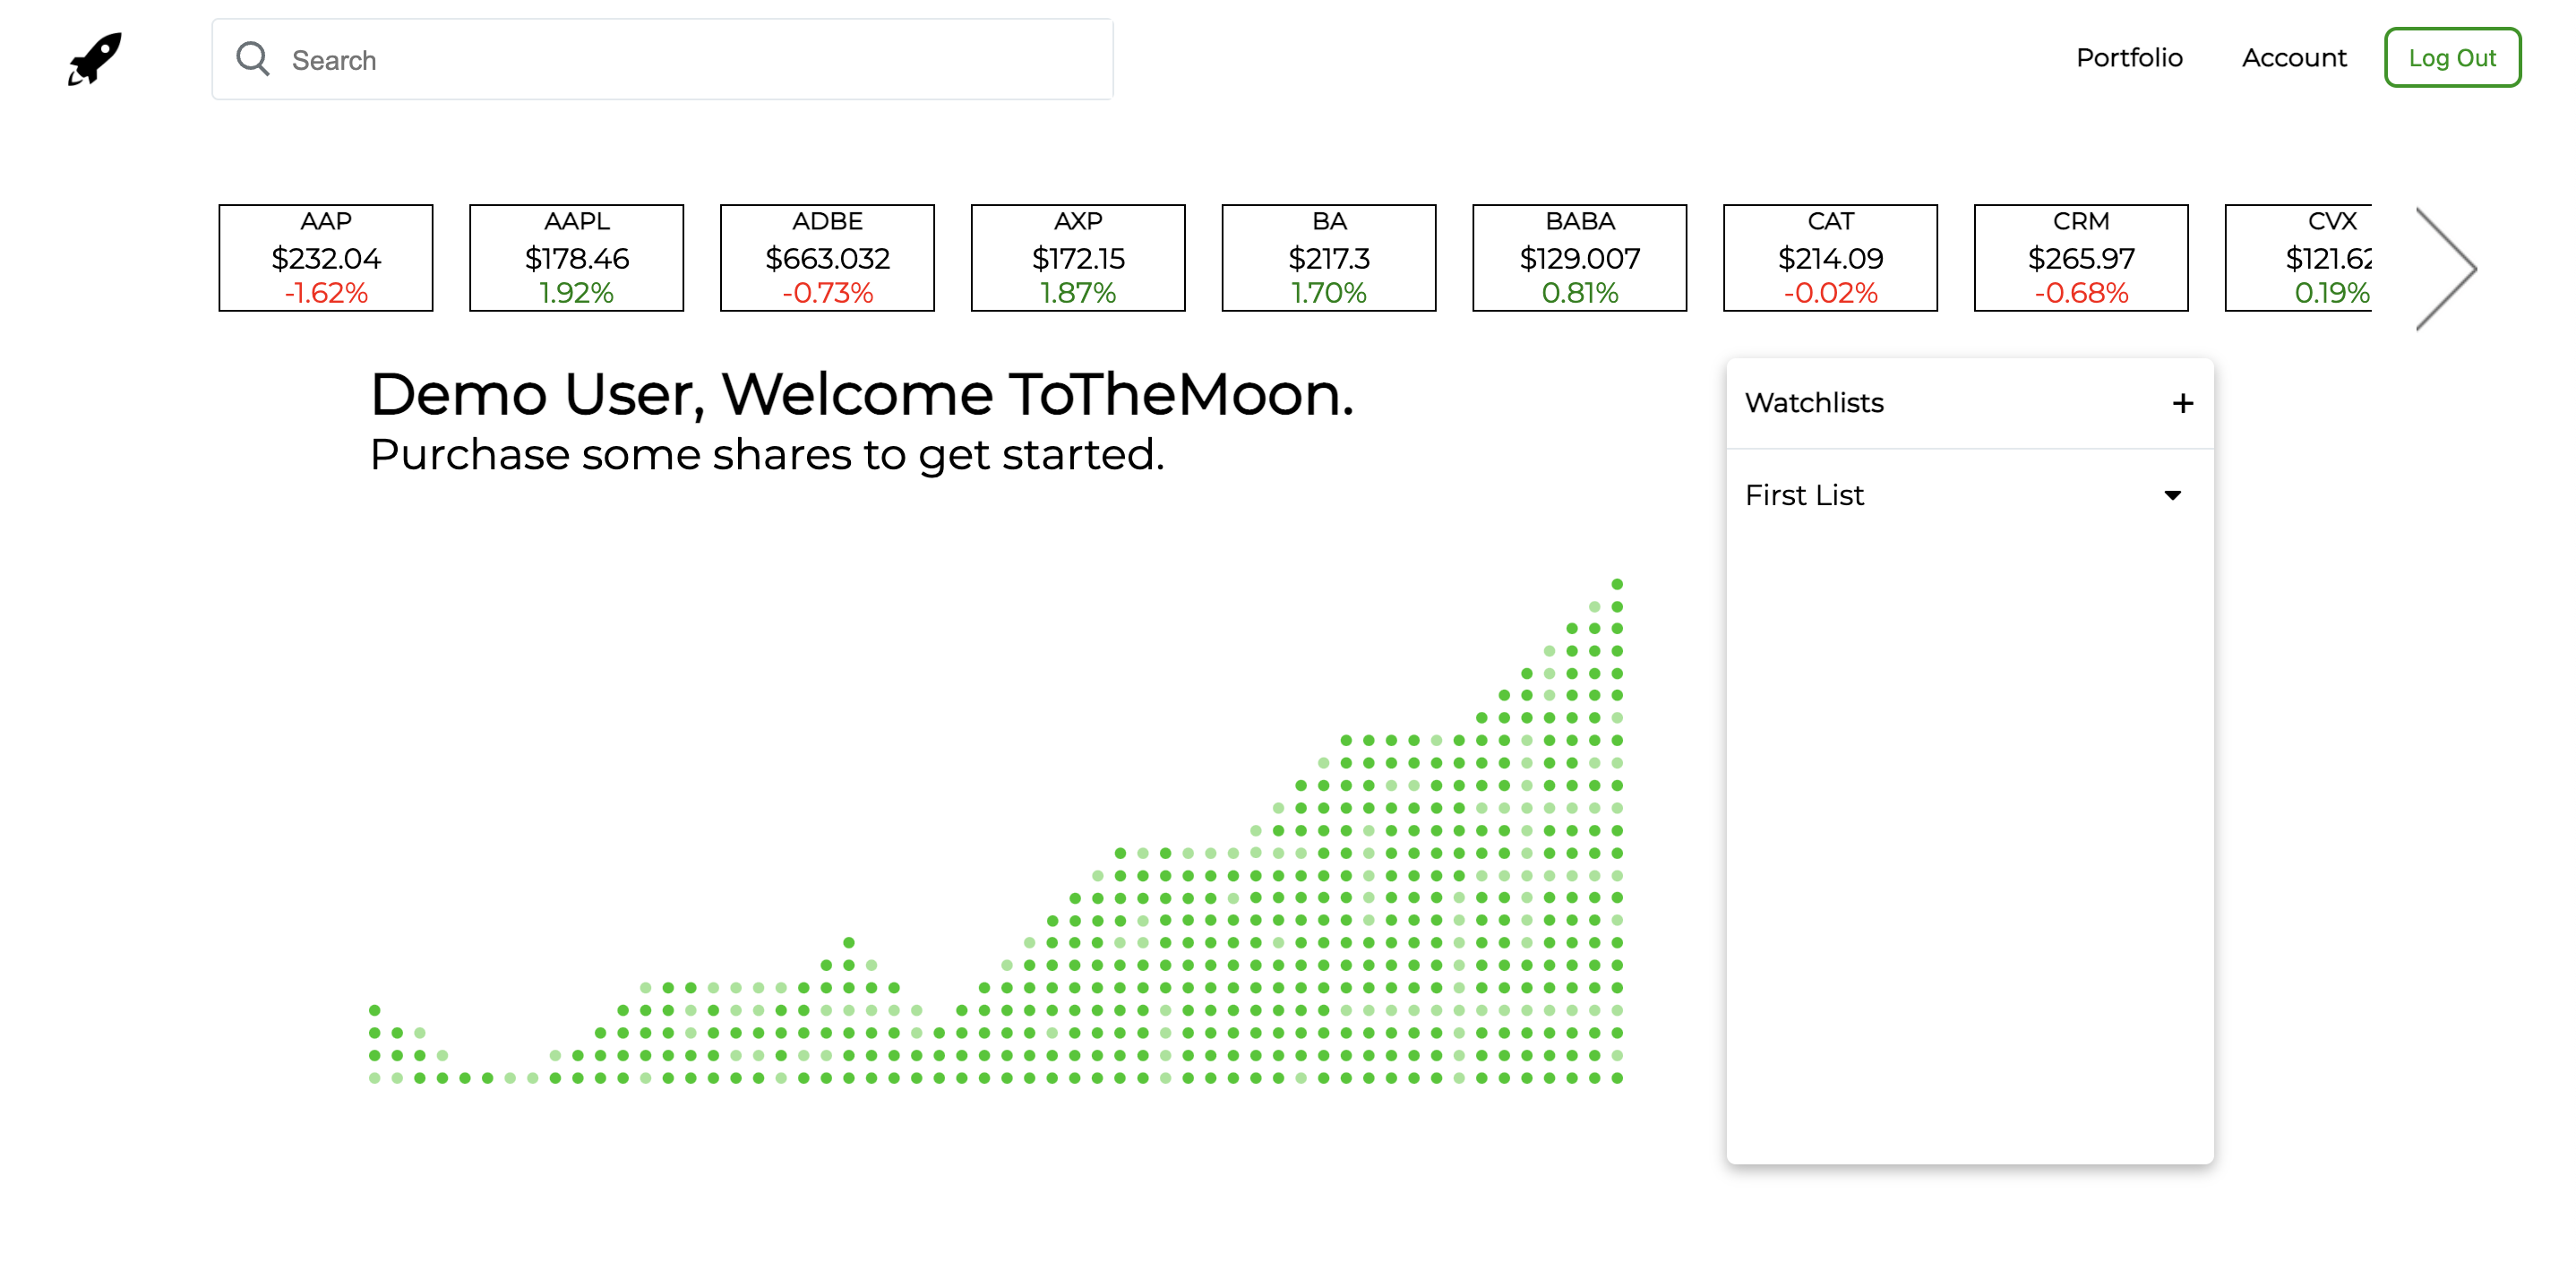 Search
Portfolio
Account
Log Out
AAP
$232.04
-1.62%
AAPL
$178.46
1.92%
ADBE
$663.032
-0.73%
AXP
$172.15
1.87%
BA
$217.3
1.70%
BABA
$129.007
0.81%
CAT
$214.09
-0.02%
CRM
$265.97
-0.68%
CVX
$121.62
0.19%
Demo User, Welcome ToTheMoon.
Purchase some shares to get started.
Watchlists +
First List